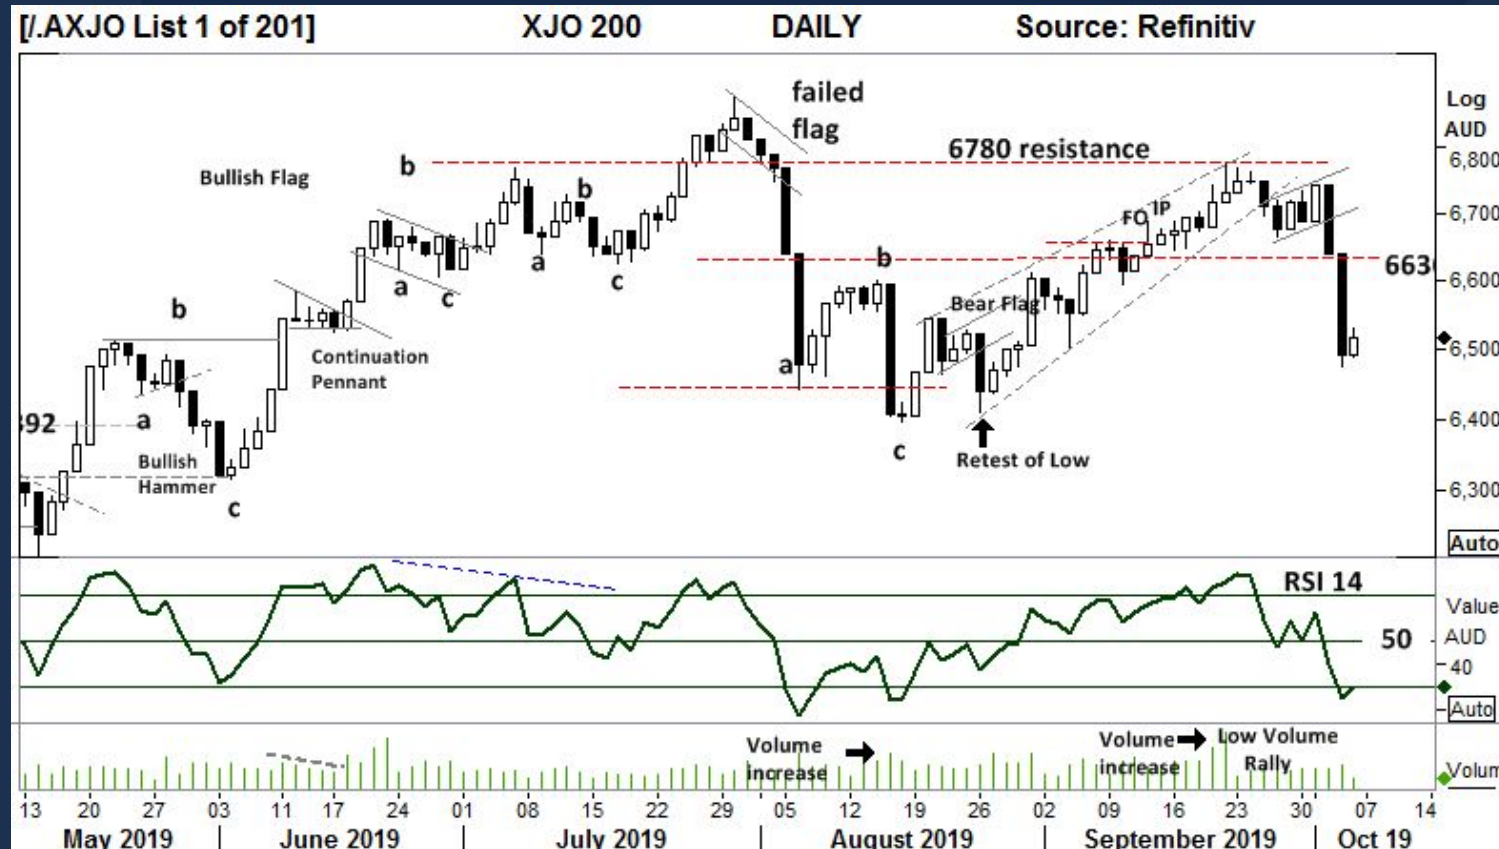 [/.AXJO List 1 of 201] XJO 200 DAILY Source: Refinitiv
failed
flag
Log
AUD
6780 resistance
6,800
Bullish Flag
b
b
6,700
FO IP
a
c
b
6630
6,600
a
c
Bear Flag
b
Continuation
Pennant
6,500
a
a
392
6,400
c
Retest of Low
Bullish
Hammer
c
6,300
Auto
RSI 14
Value
AUD
50
40
Auto
Volume
increase
Volume
increase
Low Volume
Rally
Volum
13 20 27 03 11 17 24 01 08 15 22 29 05 12 19 26 02 09 16 23 30 07 14
May 2019 June 2019 July 2019 August 2019 September 2019 Oct 19